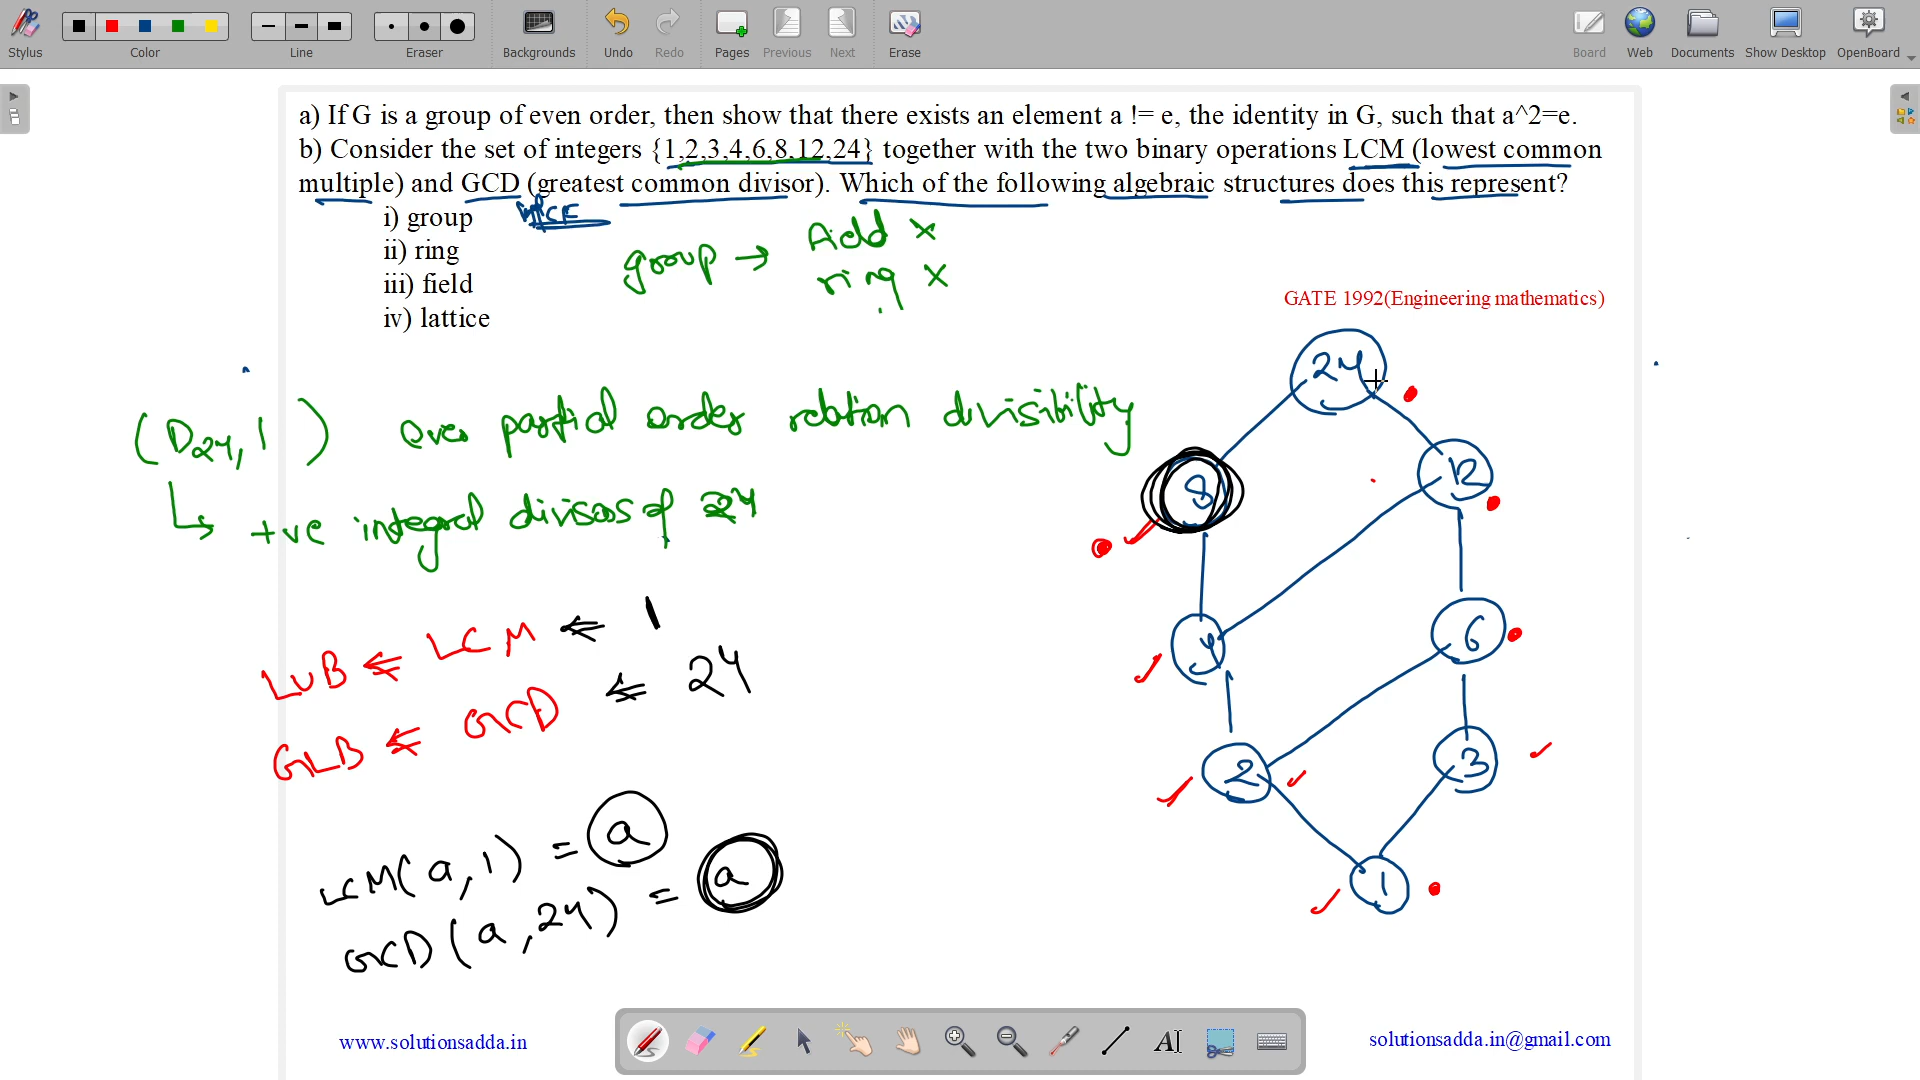 Stylus Color Line Eraser Backgrounds Undo Redo Pages Previous Next Erase Board Web Documents Show Desktop OpenBoard
a) If G is a group of even order, then show that there exists an element a != e, the identity in G, such that a^2=e.
b) Consider the set of integers {1,2,3,4,6,8,12,24} together with the two binary operations LCM (lowest common
multiple) and GCD (greatest common divisor). Which of the following algebraic structures does this represent?
i) group
ii) ring
iii) field
iv) lattice
group → Add x
ring x
GATE 1992(Engineering mathematics)
(D24, 1) over partial order relation divisibility
+ve integral divisors of 24
LUB ⇐ LCM ⇐ 1
GLB ⇐ GCD ⇐ 24
LCM(a,1) = a
GCD(a,24) = a
24
8 12
4 6
2 3
1
www.solutionsadda.in
AI
solutionsadda.in@gmail.com